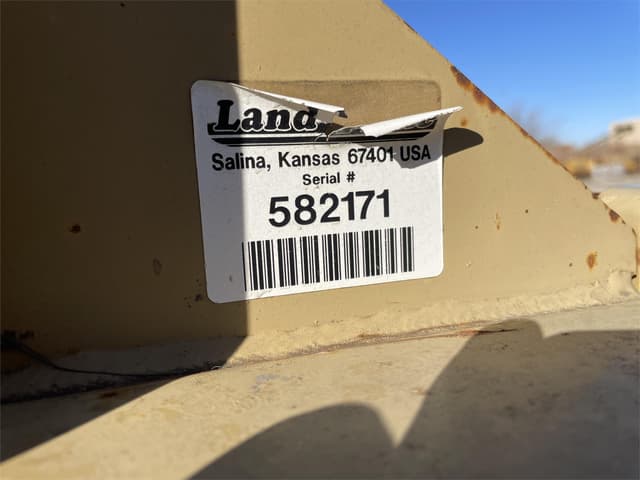 Land
Salina, Kansas 67401 USA
Serial #
582171